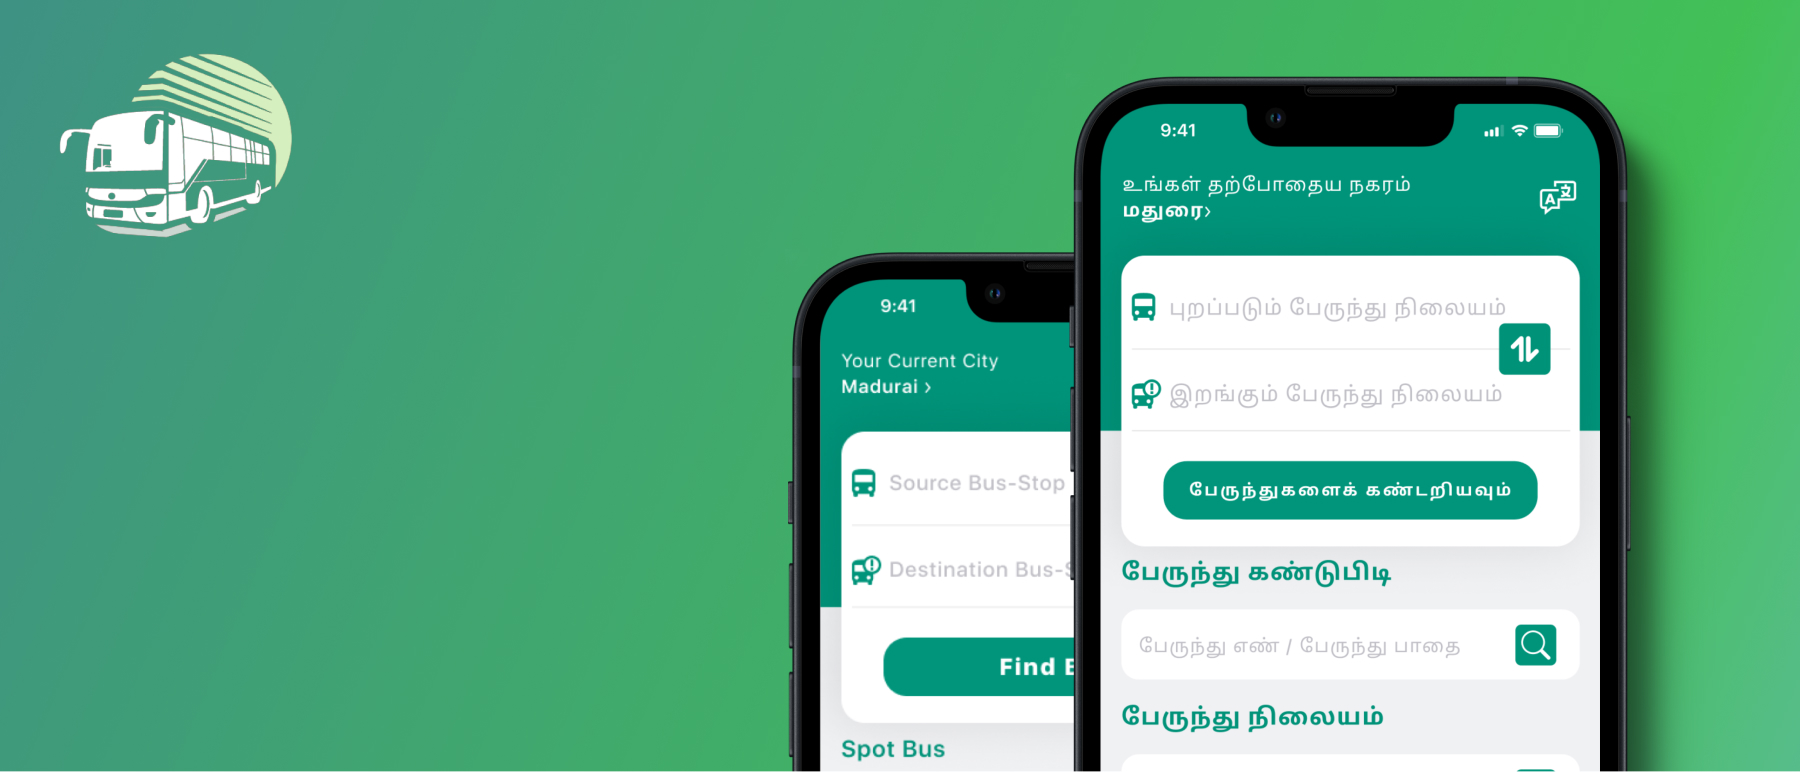 9:41
உங்கள் தற்போதைய நகரம்
மதுரை›
புறப்படும் பேருந்து நிலையம்
இறங்கும் பேருந்து நிலையம்
பேருந்துகளைக் கண்டறியவும்
பேருந்து கண்டுபிடி
பேருந்து எண் / பேருந்து பாதை
பேருந்து நிலையம்
9:41
Your Current City
Madurai ›
Source Bus-Stop
Destination Bus-
Find
Spot Bus